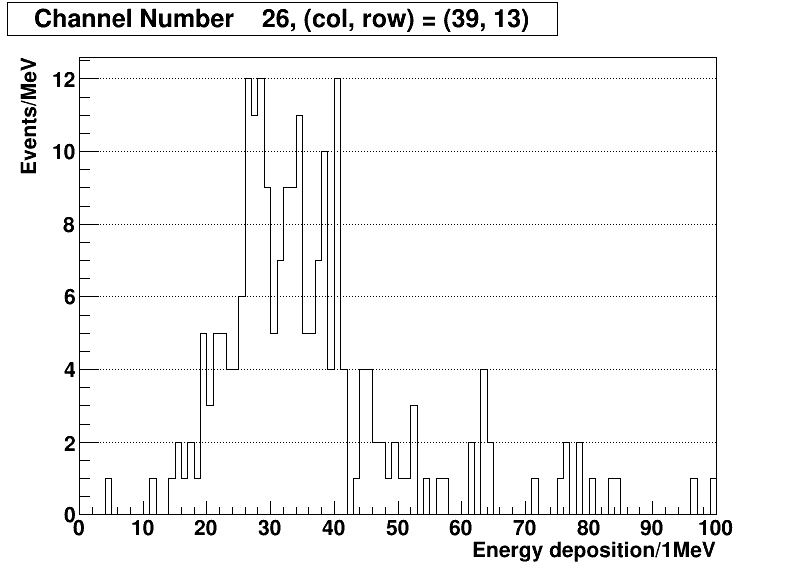 Channel Number 26, (col, row) = (39, 13)
Events/MeV
12
10
8
6
4
2
0
0 10 20 30 40 50 60 70 80 90 100
Energy deposition/1MeV